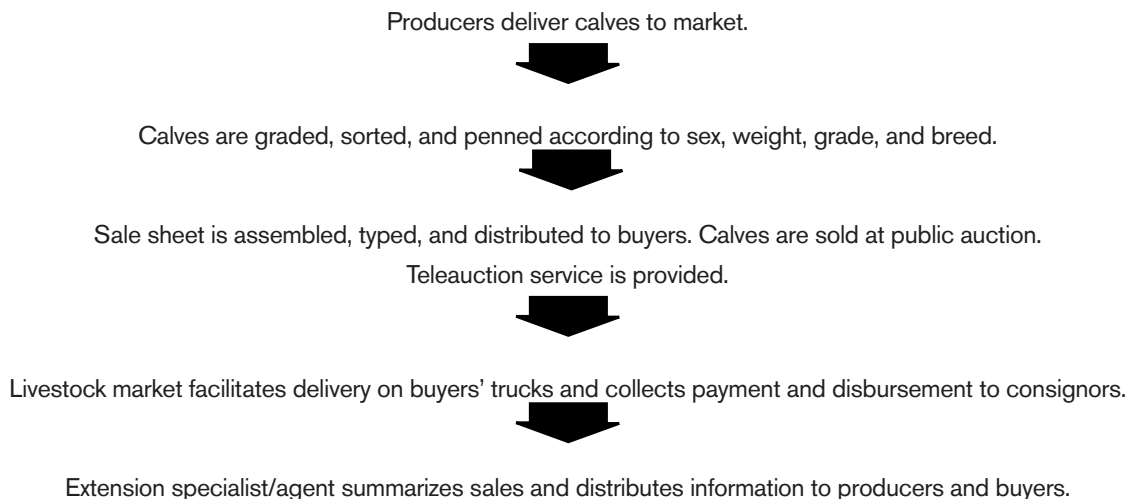 Producers deliver calves to market.
Calves are graded, sorted, and penned according to sex, weight, grade, and breed.
Sale sheet is assembled, typed, and distributed to buyers. Calves are sold at public auction.
Teleauction service is provided.
Livestock market facilitates delivery on buyers’ trucks and collects payment and disbursement to consignors.
Extension specialist/agent summarizes sales and distributes information to producers and buyers.